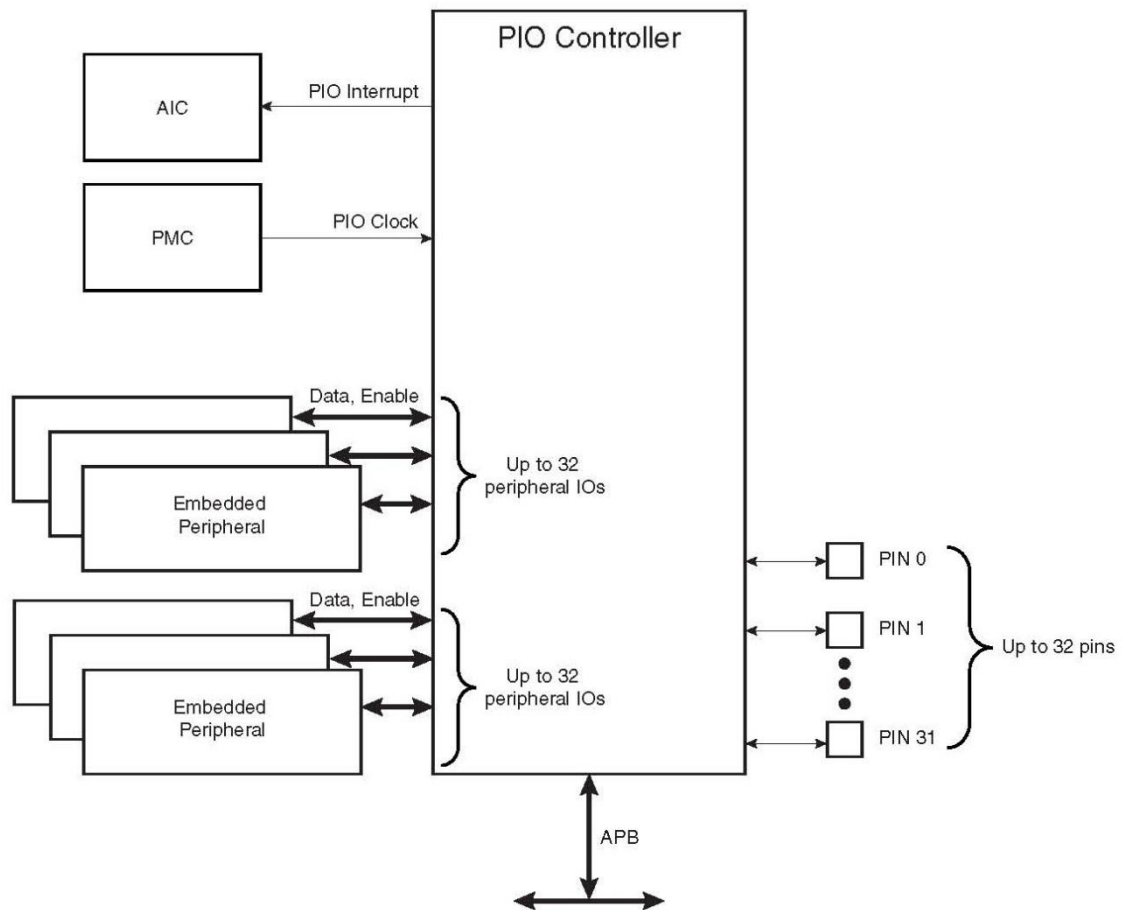 PIO Controller
AIC
PIO Interrupt
PMC
PIO Clock
Data, Enable
Up to 32
peripheral IOs
Embedded
Peripheral
PIN 0
Data, Enable
PIN 1
Up to 32 pins
Up to 32
peripheral IOs
Embedded
Peripheral
PIN 31
APB